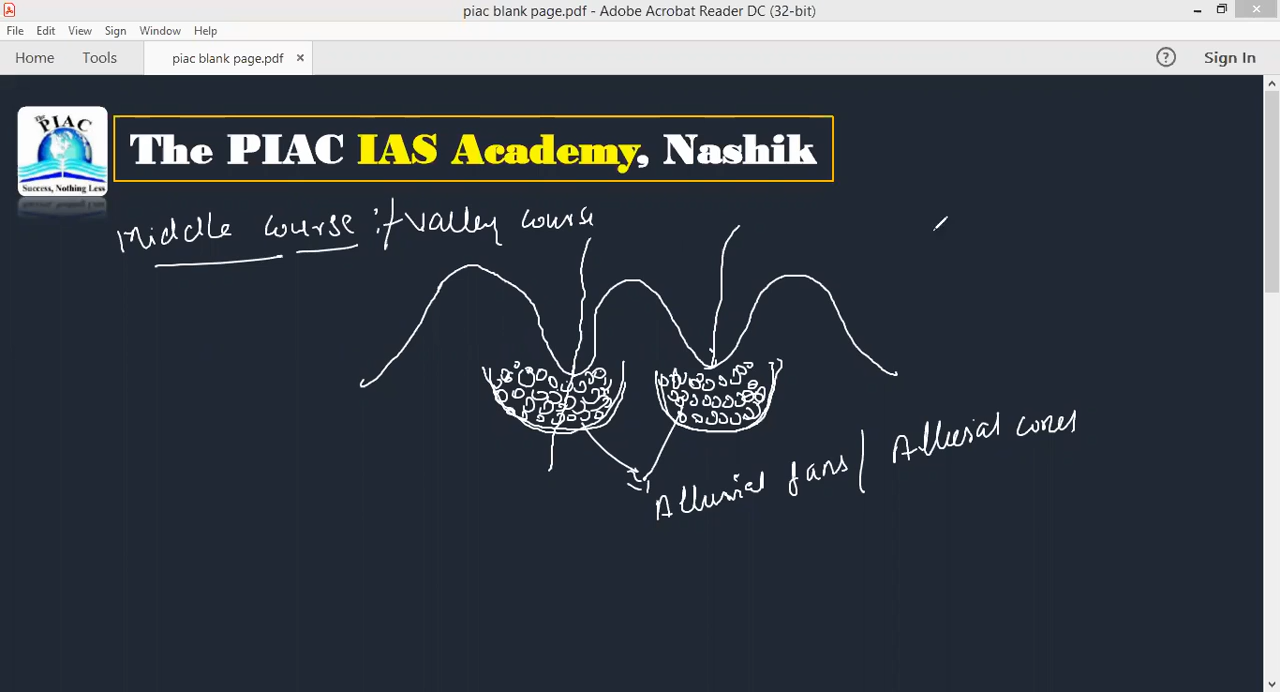 piac blank page.pdf - Adobe Acrobat Reader DC (32-bit)
File Edit View Sign Window Help
Home Tools piac blank page.pdf × ? Sign In
The PIAC
Success, Nothing Less
The PIAC IAS Academy, Nashik
Middle course :/Valley course
Alluvial fans/ Alluvial cones